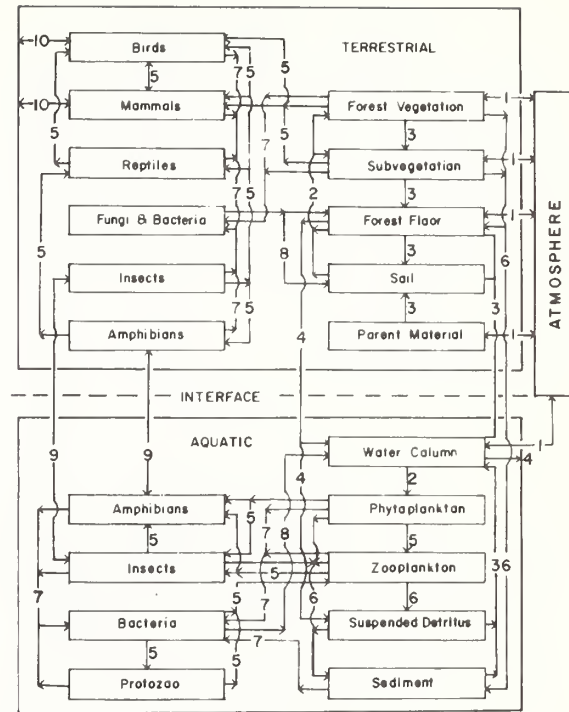 TERRESTRIAL
Birds
Mammals
Reptiles
Fungi & Bacteria
Insects
Amphibians
Forest Vegetation
Subvegetation
Forest Floor
Soil
Parent Material
ATMOSPHERE
10
10
5
7
5
5
5
5
7
7
5
5
7
5
1
3
1
2
3
1
8
3
6
3
3
1
4
INTERFACE
AQUATIC
9
9
Amphibians
Insects
Bacteria
Protozoa
Water Column
Phytoplankton
Zooplankton
Suspended Detritus
Sediment
1
4
2
4
5
8
5
7
5
5
36
7
5
6
6
7
7
5
5